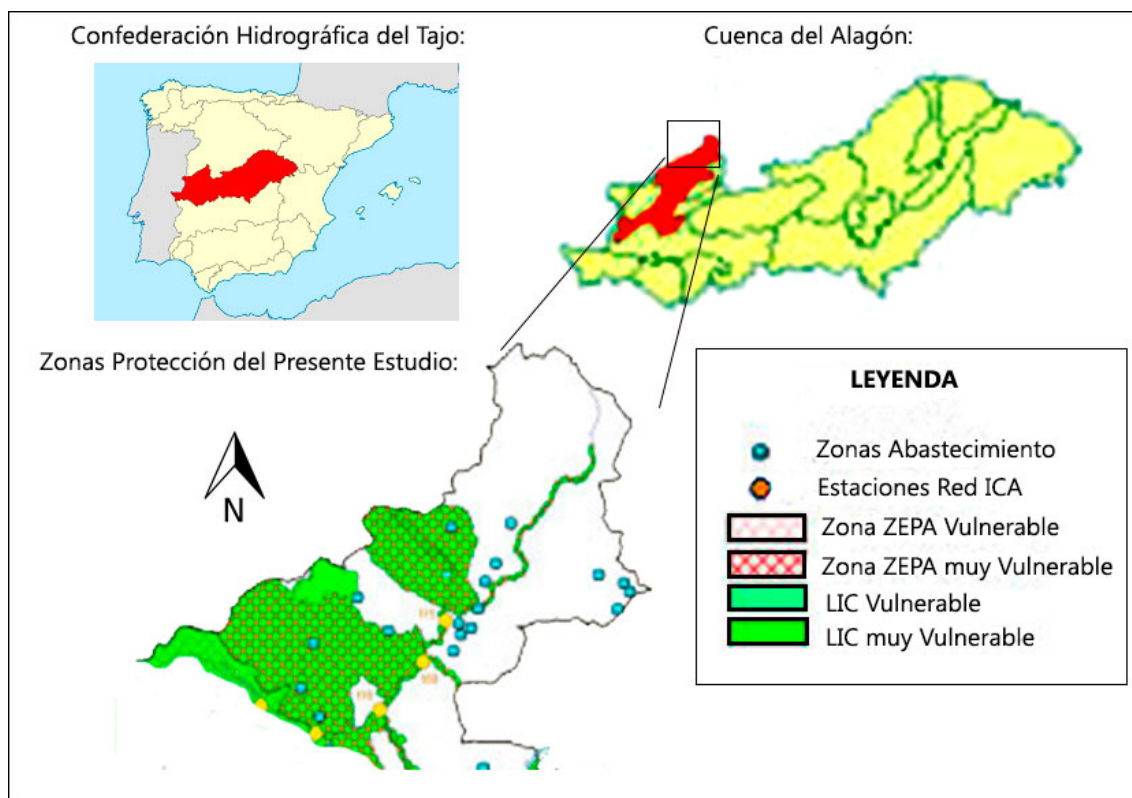 Confederación Hidrográfica del Tajo:
Cuenca del Alagón:
Zonas Protección del Presente Estudio:
N
LEYENDA
Zonas Abastecimiento
Estaciones Red ICA
Zona ZEPA Vulnerable
Zona ZEPA muy Vulnerable
LIC Vulnerable
LIC muy Vulnerable